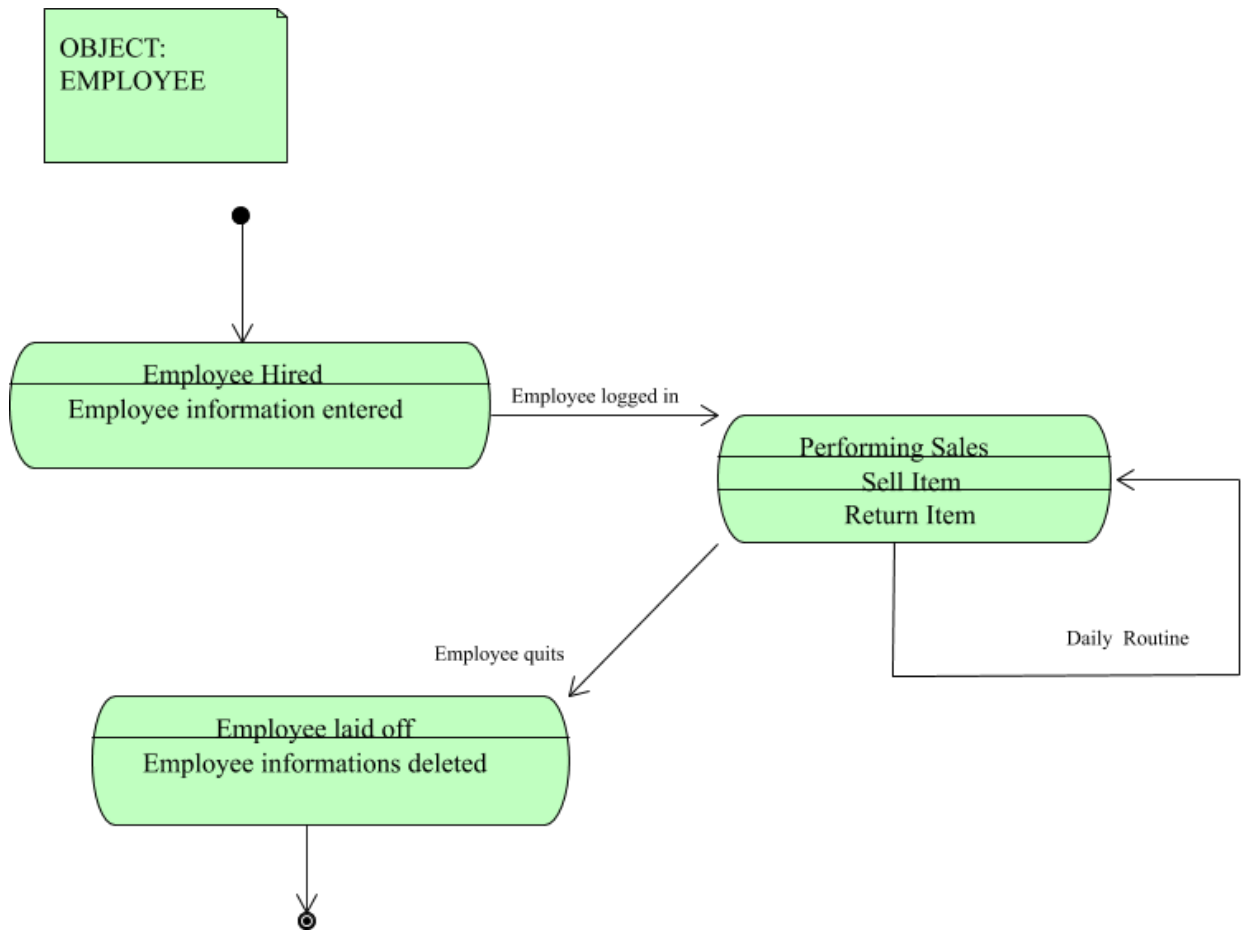 OBJECT:
EMPLOYEE
Employee Hired
Employee information entered
Employee logged in
Performing Sales
Sell Item
Return Item
Daily Routine
Employee quits
Employee laid off
Employee informations deleted